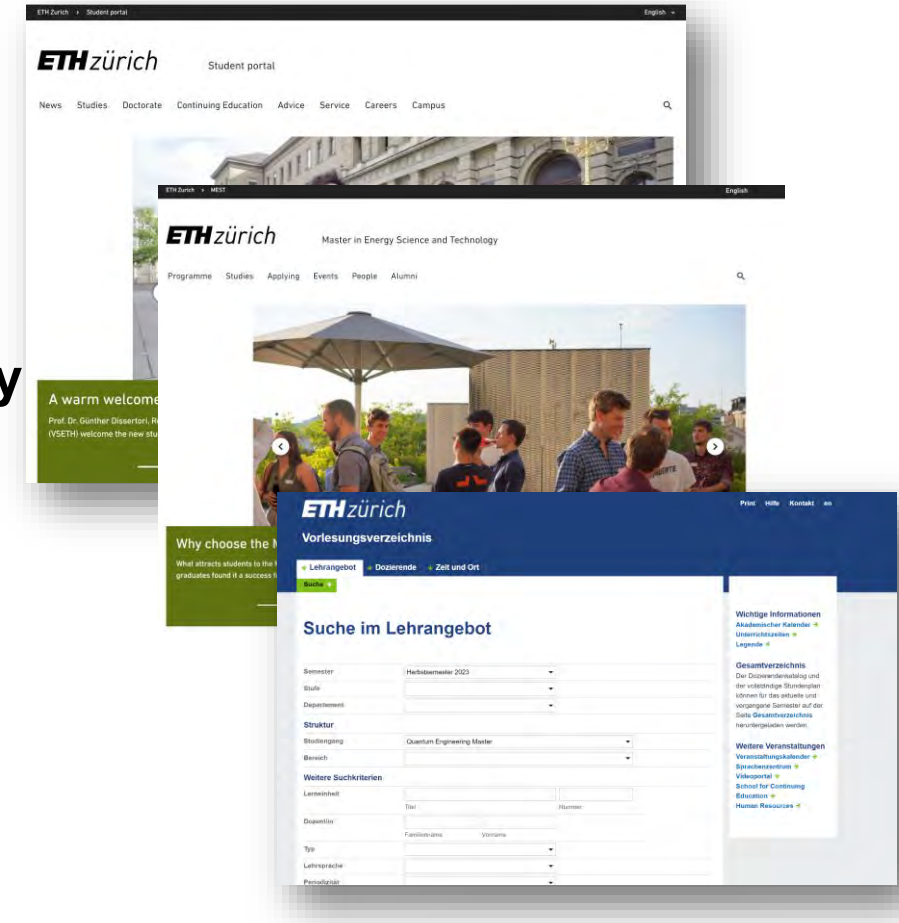 ETH Zurich Student portal English
ETH zürich Student portal
News Studies Doctorate Continuing Education Advice Service Careers Campus
y
A warm welcome
Prof. Dr. Günther Dissertori,
(VSETH) welcome the new
ETH Zurich MEST English
ETH zürich Master in Energy Science and Technology
Programme Studies Applying Events People Alumni
Why choose the
What attracts students to the
graduates found it a success
ETH zürich
Print Hilfe Kontakt en
Vorlesungsverzeichnis
Lehrangebot Dozierende Zeit und Ort
Suche
Suche im Lehrangebot
Semester Herbstsemester 2023
Stufe
Departement
Struktur
Studiengang Quantum Engineering Master
Bereich
Weitere Suchkriterien
Lerneinheit
Titel Nummer
Dozent/in
Familienname Vorname
Typ
Lehrsprache
Periodizität
Wichtige Informationen
Akademischer Kalender
Unterrichtszeiten
Legende
Gesamtverzeichnis
Der Dozierendenkatalog und
der vollständige Stundenplan
können für das aktuelle und
vergangene Semester auf der
Seite Gesamtverzeichnis
heruntergeladen werden.
Weitere Veranstaltungen
Veranstaltungskalender
Sprachenzentrum
Videoportal
School for Continuing
Education
Human Resources